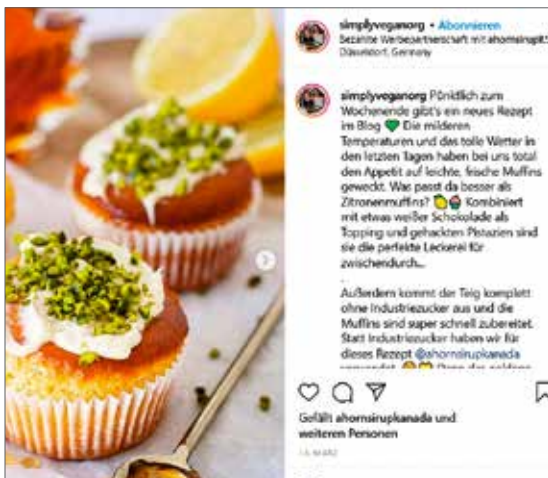 simplyveganorg • Abonnieren
Bezahlte Werbepartnerschaft mit
Düsseldorf, Germany
simplyveganorg Pünktlich zum
Wochenende gibt's ein neues Rezept
im Blog 💚 Die milderen
Temperaturen und das tolle Wetter in
den letzten Tagen haben bei uns total
den Appetit auf leichte, frische Muffins
geweckt. Was passt da besser als
Zitronenmuffins? 🍋🧁 Kombiniert
mit etwas weißer Schokolade als
Topping und gehackten Pistazien sind
sie die perfekte Leckerei für
zwischendurch...
.
Außerdem kommt der Teig komplett
ohne Industriezucker aus und die
Muffins sind super schnell zubereitet.
Statt Industriezucker haben wir für
dieses Rezept @ahornsirupkanada
Gefällt ahornsirupkanada und
weiteren Personen
MÄRZ